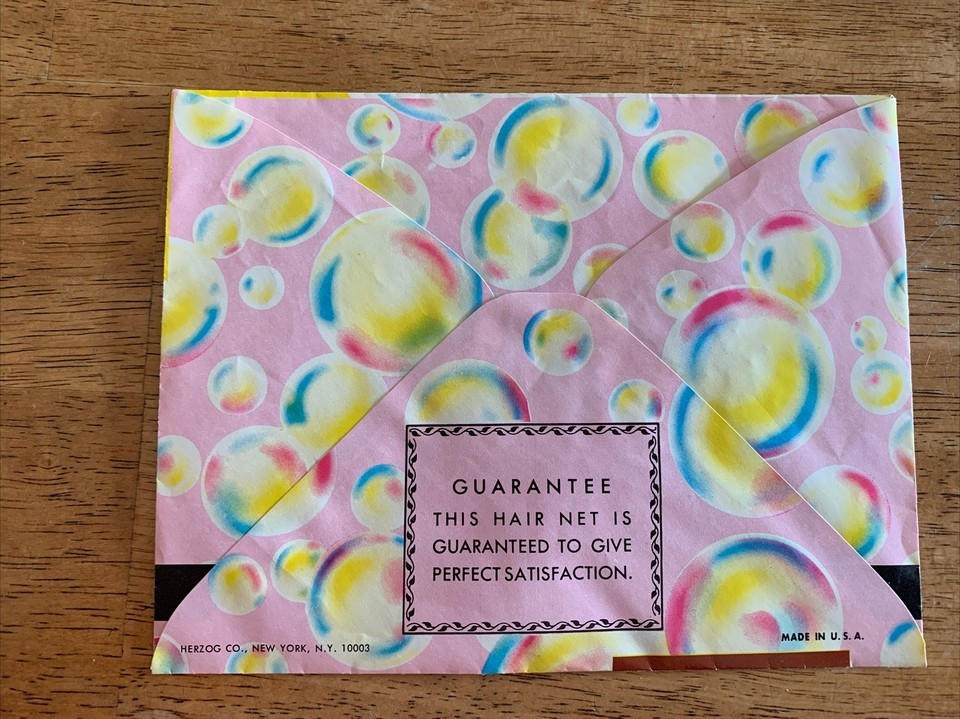 GUARANTEE
THIS HAIR NET IS
GUARANTEED TO GIVE
PERFECT SATISFACTION.
HERZOG CO., NEW YORK, N.Y. 10003
MADE IN U.S.A.